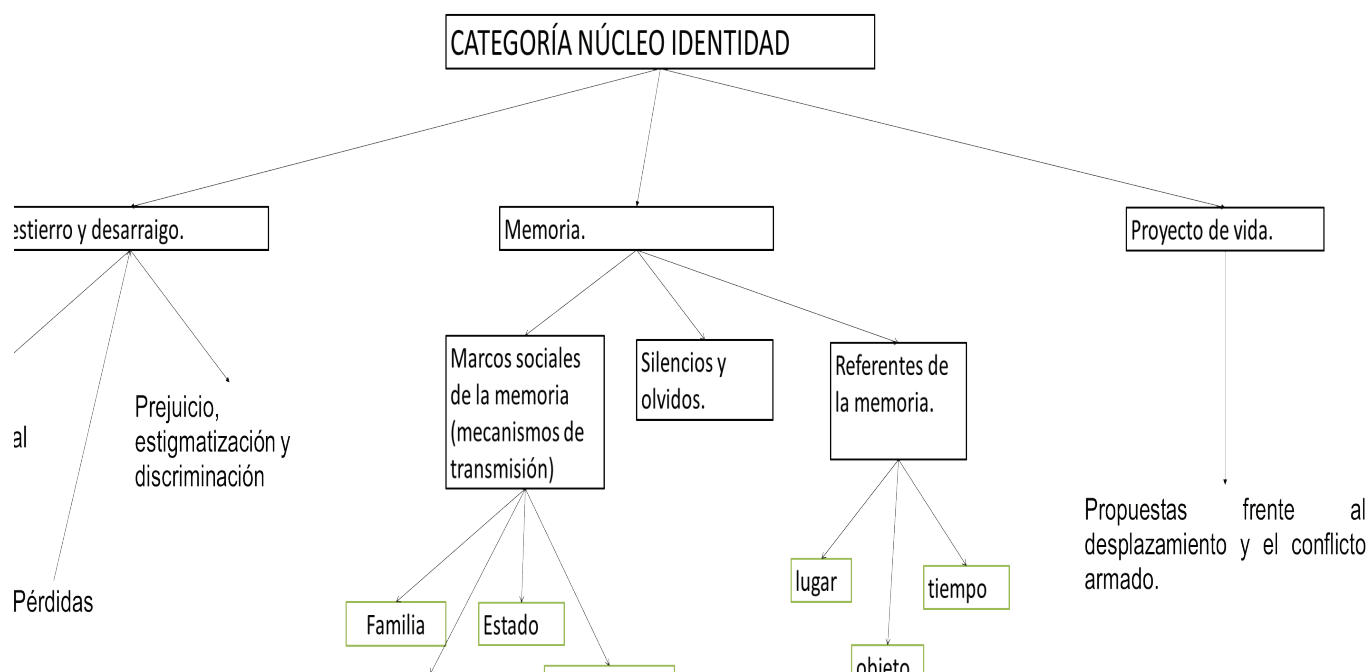 CATEGORÍA NÚCLEO IDENTIDAD
estierro y desarraigo.
Memoria.
Proyecto de vida.
Marcos sociales
de la memoria
(mecanismos de
transmisión)
Silencios y
olvidos.
Referentes de
la memoria.
Prejuicio,
estigmatización y
discriminación
al
Propuestas frente al
desplazamiento y el conflicto
armado.
Pérdidas
Familia
Estado
lugar
tiempo
objeto